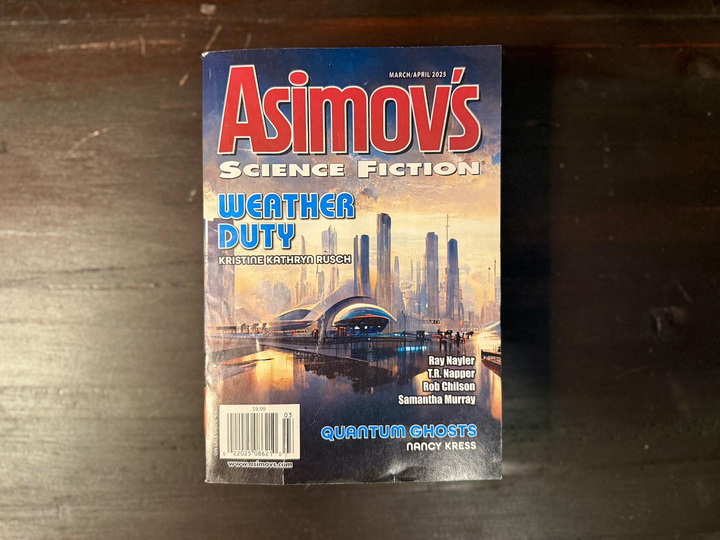 MARCH/APRIL 2025
ASIMOV'S
SCIENCE FICTION
WEATHER
DUTY
KRISTINE KATHRYN RUSCH
Ray Nayler
T.R. Napper
Rob Chilson
Samantha Murray
QUANTUM GHOSTS
NANCY KRESS
$9.99
03
www.asimovs.com